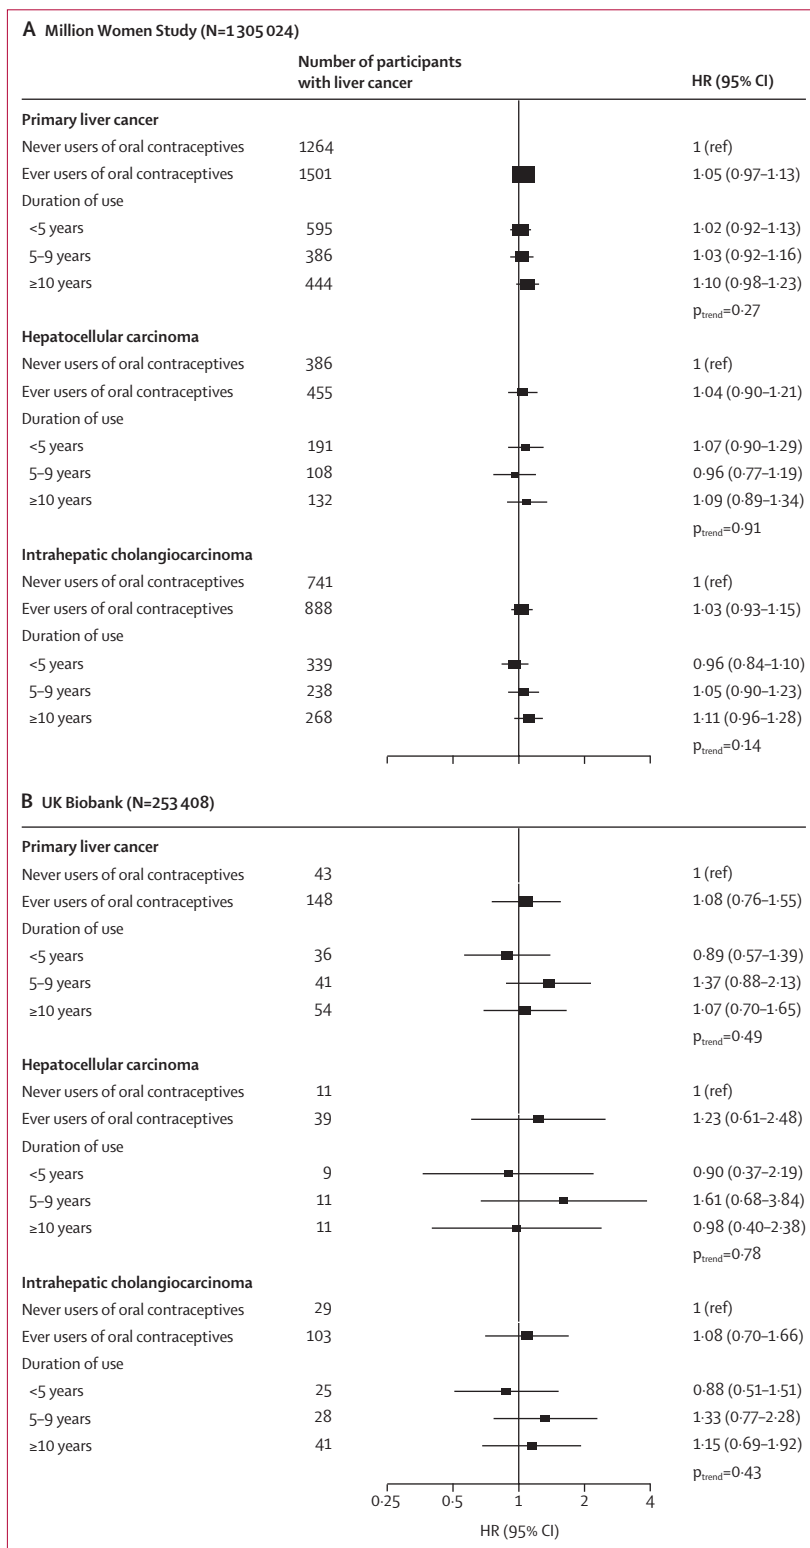 A Million Women Study (N=1 305 024)
Number of participants with liver cancer HR (95% CI)
Primary liver cancer
Never users of oral contraceptives 1264 1 (ref)
Ever users of oral contraceptives 1501 1·05 (0·97–1·13)
Duration of use
<5 years 595 1·02 (0·92–1·13)
5–9 years 386 1·03 (0·92–1·16)
≥10 years 444 1·10 (0·98–1·23)
ptrend=0·27
Hepatocellular carcinoma
Never users of oral contraceptives 386 1 (ref)
Ever users of oral contraceptives 455 1·04 (0·90–1·21)
Duration of use
<5 years 191 1·07 (0·90–1·29)
5–9 years 108 0·96 (0·77–1·19)
≥10 years 132 1·09 (0·89–1·34)
ptrend=0·91
Intrahepatic cholangiocarcinoma
Never users of oral contraceptives 741 1 (ref)
Ever users of oral contraceptives 888 1·03 (0·93–1·15)
Duration of use
<5 years 339 0·96 (0·84–1·10)
5–9 years 238 1·05 (0·90–1·23)
≥10 years 268 1·11 (0·96–1·28)
ptrend=0·14
B UK Biobank (N=253 408)
Primary liver cancer
Never users of oral contraceptives 43 1 (ref)
Ever users of oral contraceptives 148 1·08 (0·76–1·55)
Duration of use
<5 years 36 0·89 (0·57–1·39)
5–9 years 41 1·37 (0·88–2·13)
≥10 years 54 1·07 (0·70–1·65)
ptrend=0·49
Hepatocellular carcinoma
Never users of oral contraceptives 11 1 (ref)
Ever users of oral contraceptives 39 1·23 (0·61–2·48)
Duration of use
<5 years 9 0·90 (0·37–2·19)
5–9 years 11 1·61 (0·68–3·84)
≥10 years 11 0·98 (0·40–2·38)
ptrend=0·78
Intrahepatic cholangiocarcinoma
Never users of oral contraceptives 29 1 (ref)
Ever users of oral contraceptives 103 1·08 (0·70–1·66)
Duration of use
<5 years 25 0·88 (0·51–1·51)
5–9 years 28 1·33 (0·77–2·28)
≥10 years 41 1·15 (0·69–1·92)
ptrend=0·43
0·25 0·5 1 2 4
HR (95% CI)